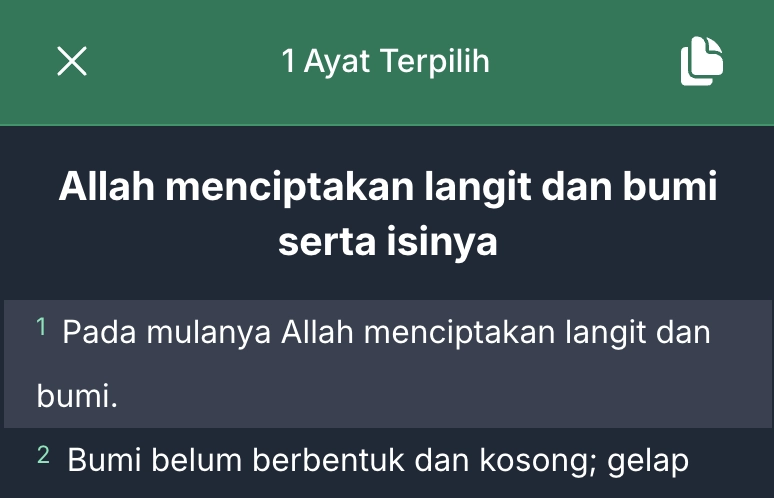 1 Ayat Terpilih
Allah menciptakan langit dan bumi
serta isinya
1 Pada mulanya Allah menciptakan langit dan
bumi.
2 Bumi belum berbentuk dan kosong; gelap